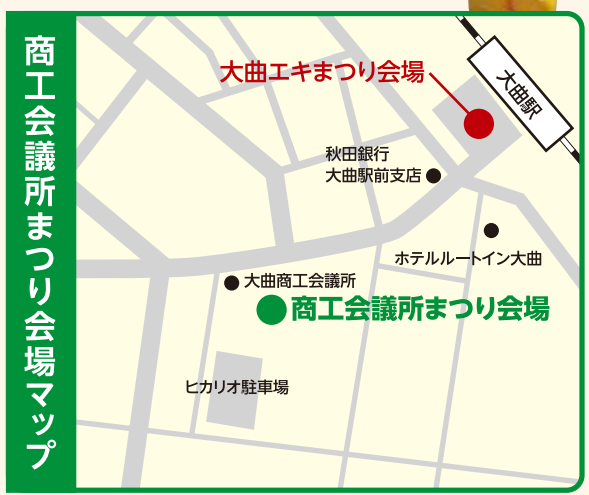 商工会議所まつり会場マップ
大曲エキまつり会場
大曲駅
秋田銀行
大曲駅前支店
ホテルルートイン大曲
大曲商工会議所
商工会議所まつり会場
ヒカリオ駐車場